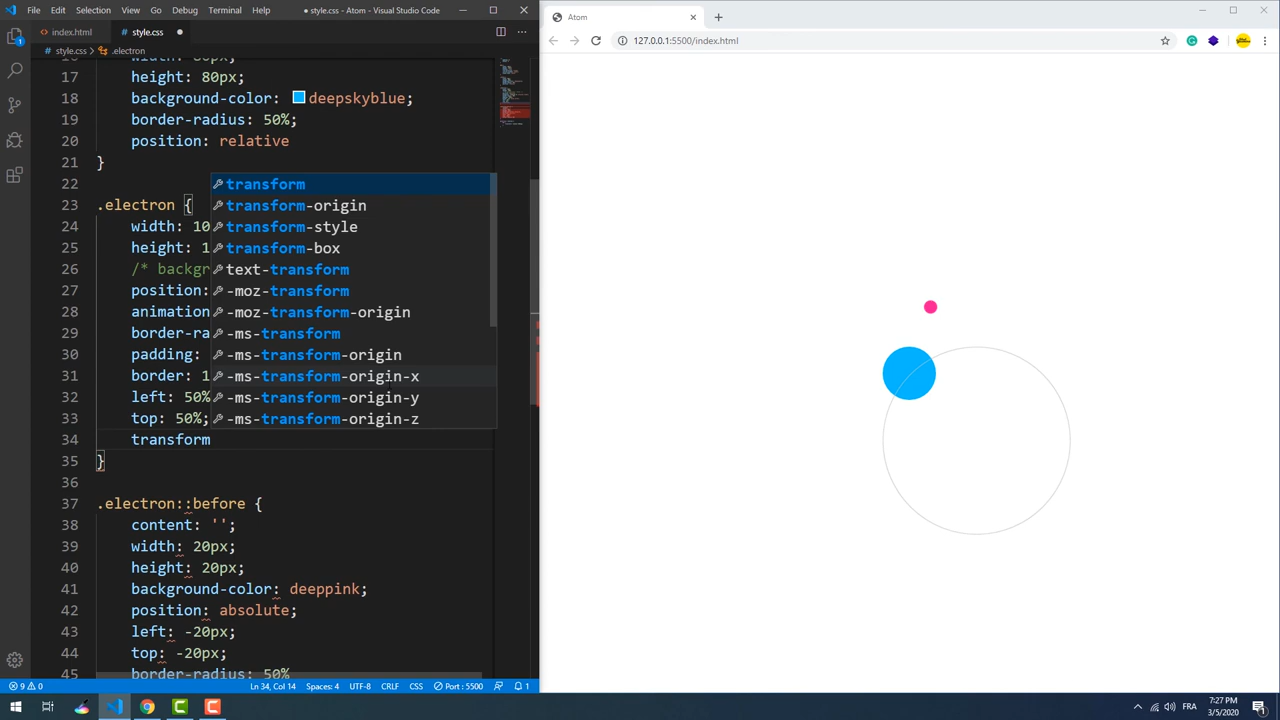 File Edit Selection View Go Debug Terminal Help ● style.css - Atom - Visual Studio Code
Atom
index.html style.css
127.0.0.1:5500/index.html
style.css > .electron
17 height: 80px;
18 background-color: deepskyblue;
19 border-radius: 50%;
20 position: relative
21 }
22 transform
23 .electron { transform-origin
24 width: 10 transform-style
25 height: 1 transform-box
26 /* backgr text-transform
27 position: -moz-transform
28 animation -moz-transform-origin
29 border-ra -ms-transform
30 padding: -ms-transform-origin
31 border: 1 -ms-transform-origin-x
32 left: 50% -ms-transform-origin-y
33 top: 50%; -ms-transform-origin-z
34 transform
35 }
36
37 .electron::before {
38 content: '';
39 width: 20px;
40 height: 20px;
41 background-color: deeppink;
42 position: absolute;
43 left: -20px;
44 top: -20px;
45 border-radius: 50%
9 0 Ln 34, Col 14 Spaces: 4 UTF-8 CRLF CSS Port : 5500 1
FRA 7:27 PM
3/5/2020